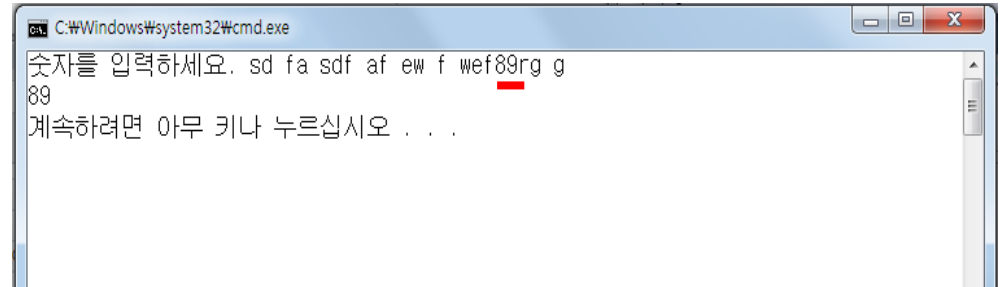 C:₩Windows₩system32₩cmd.exe
숫자를 입력하세요. sd fa sdf af ew f wef89rg g
89
계속하려면 아무 키나 누르십시오 . . .